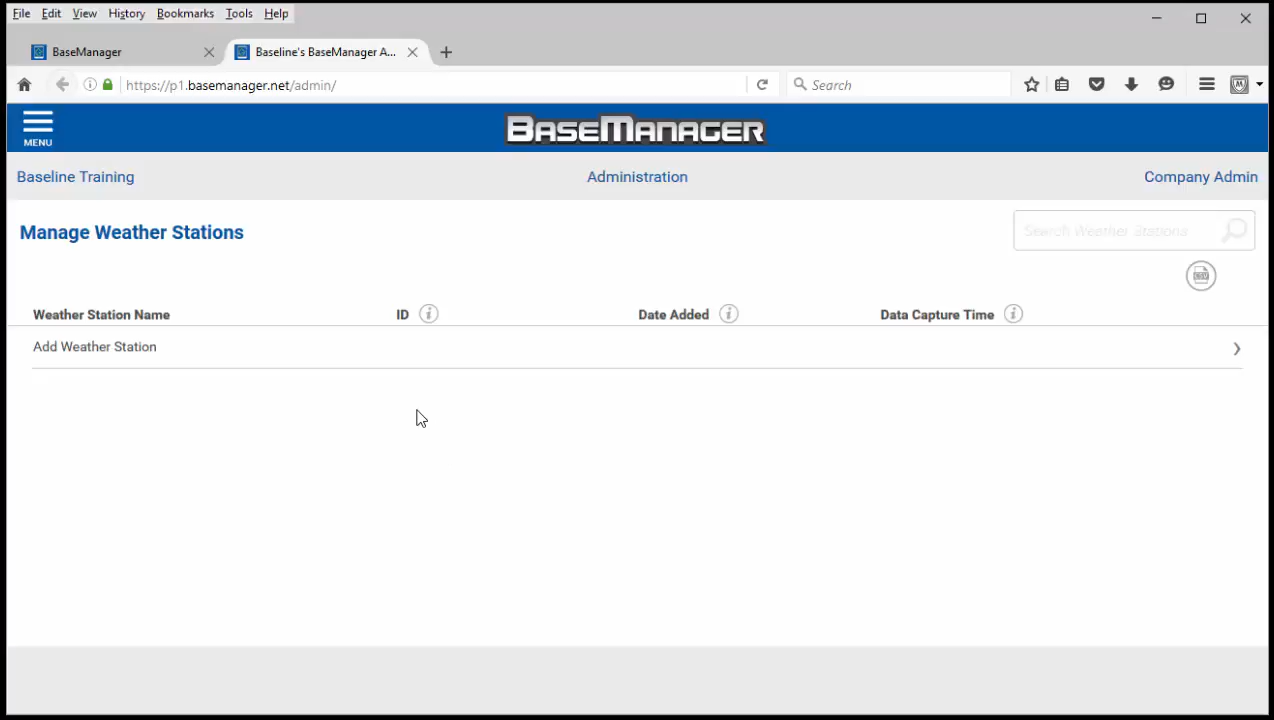 File Edit View History Bookmarks Tools Help
BaseManager
Baseline's BaseManager A...
https://p1.basemanager.net/admin/
Search
MENU
BASEMANAGER
Baseline Training
Administration
Company Admin
Manage Weather Stations
Search Weather Stations
CSV
Weather Station Name
ID
Date Added
Data Capture Time
Add Weather Station